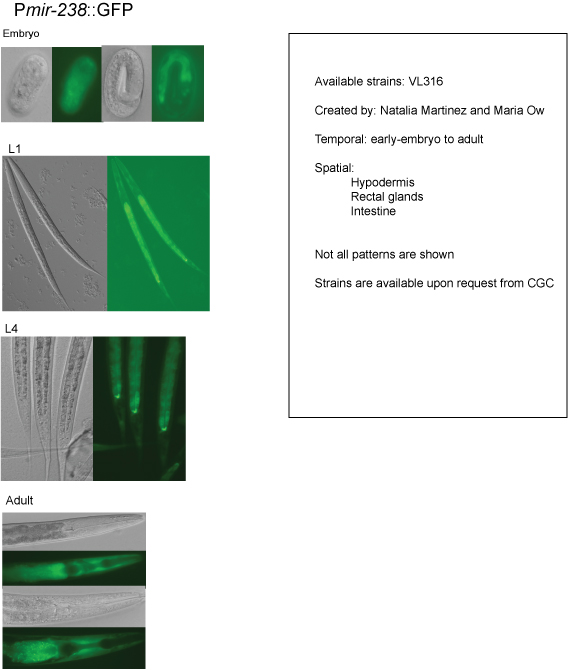 Pmir-238::GFP
Embryo
L1
L4
Adult
Available strains: VL316
Created by: Natalia Martinez and Maria Ow
Temporal: early-embryo to adult
Spatial:
Hypodermis
Rectal glands
Intestine
Not all patterns are shown
Strains are available upon request from CGC